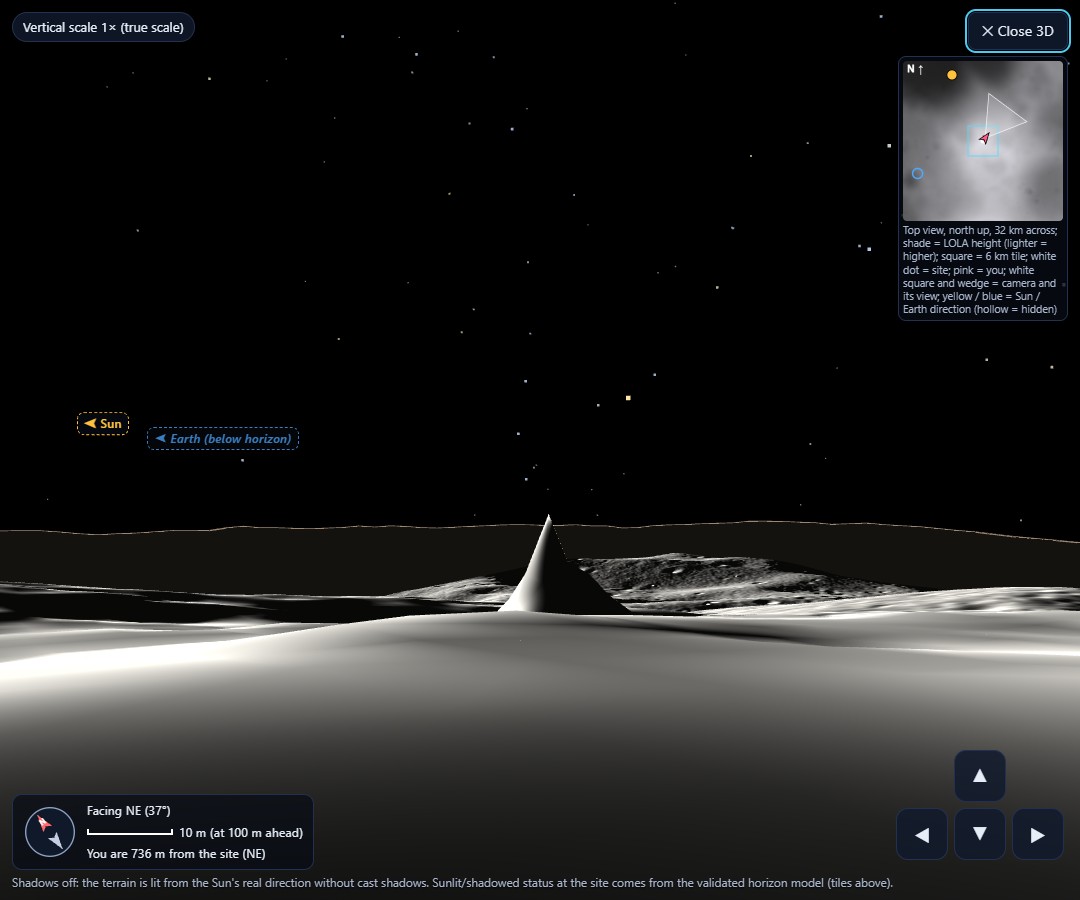 Vertical scale 1× (true scale)
✕ Close 3D
N ↑
Top view, north up, 32 km across;
shade = LOLA height (lighter =
higher); square = 6 km tile; white
dot = site; pink = you; white
square and wedge = camera and
its view; yellow / blue = Sun /
Earth direction (hollow = hidden)
Sun
Earth (below horizon)
Facing NE (37°)
10 m (at 100 m ahead)
You are 736 m from the site (NE)
Shadows off: the terrain is lit from the Sun's real direction without cast shadows. Sunlit/shadowed status at the site comes from the validated horizon model (tiles above).